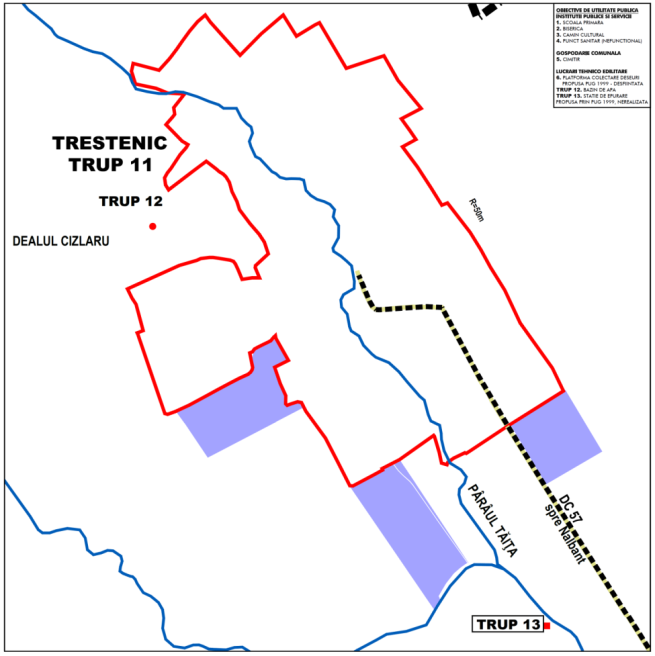 OBIECTIVE DE UTILITATE PUBLICA
INSTITUTII PUBLICE SI SERVICII
1. SCOALA PRIMARA
2. BISERICA
3. CAMIN CULTURAL
4. PUNCT SANITAR (NEFUNCTIONAL)
GOSPODARIE COMUNALA
5. CIMITIR
LUCRARI TEHNICO EDILITARE
6. PLATFORMA COLECTARE DESEURI
PROPUSA PUG 1999 - DESFIINTATA
TRUP 12. BAZIN DE APA
TRUP 13. STATIE DE EPURARE
PROPUSA PRIN PUG 1999, NEREALIZATA
TRESTENIC
TRUP 11
TRUP 12
DEALUL CIZLARU
R=50m
PÂRÂUL TĂIȚA
DC 57
spre Nalbant
TRUP 13